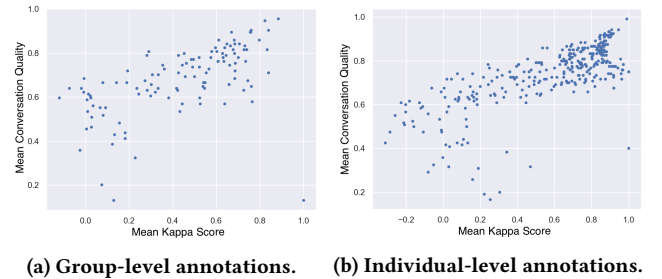 1.0
0.8
0.6
0.4
0.2
Mean Conversation Quality
0.0 0.2 0.4 0.6 0.8 1.0
Mean Kappa Score
(a) Group-level annotations.
1.0
0.8
0.6
0.4
0.2
Mean Conversation Quality
−0.2 0.0 0.2 0.4 0.6 0.8 1.0
Mean Kappa Score
(b) Individual-level annotations.